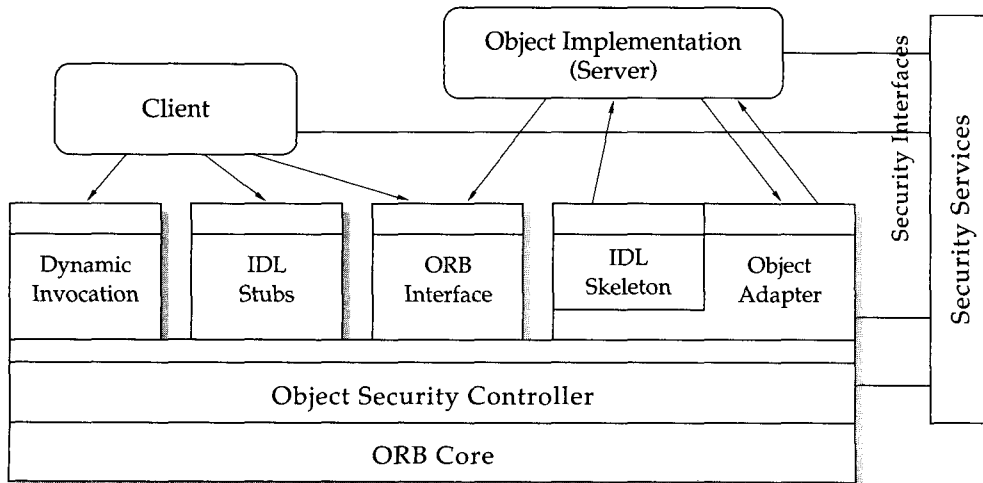 Object Implementation
(Server)
Client
Security Interfaces
Security Services
Dynamic
Invocation
IDL
Stubs
ORB
Interface
IDL
Skeleton
Object
Adapter
Object Security Controller
ORB Core